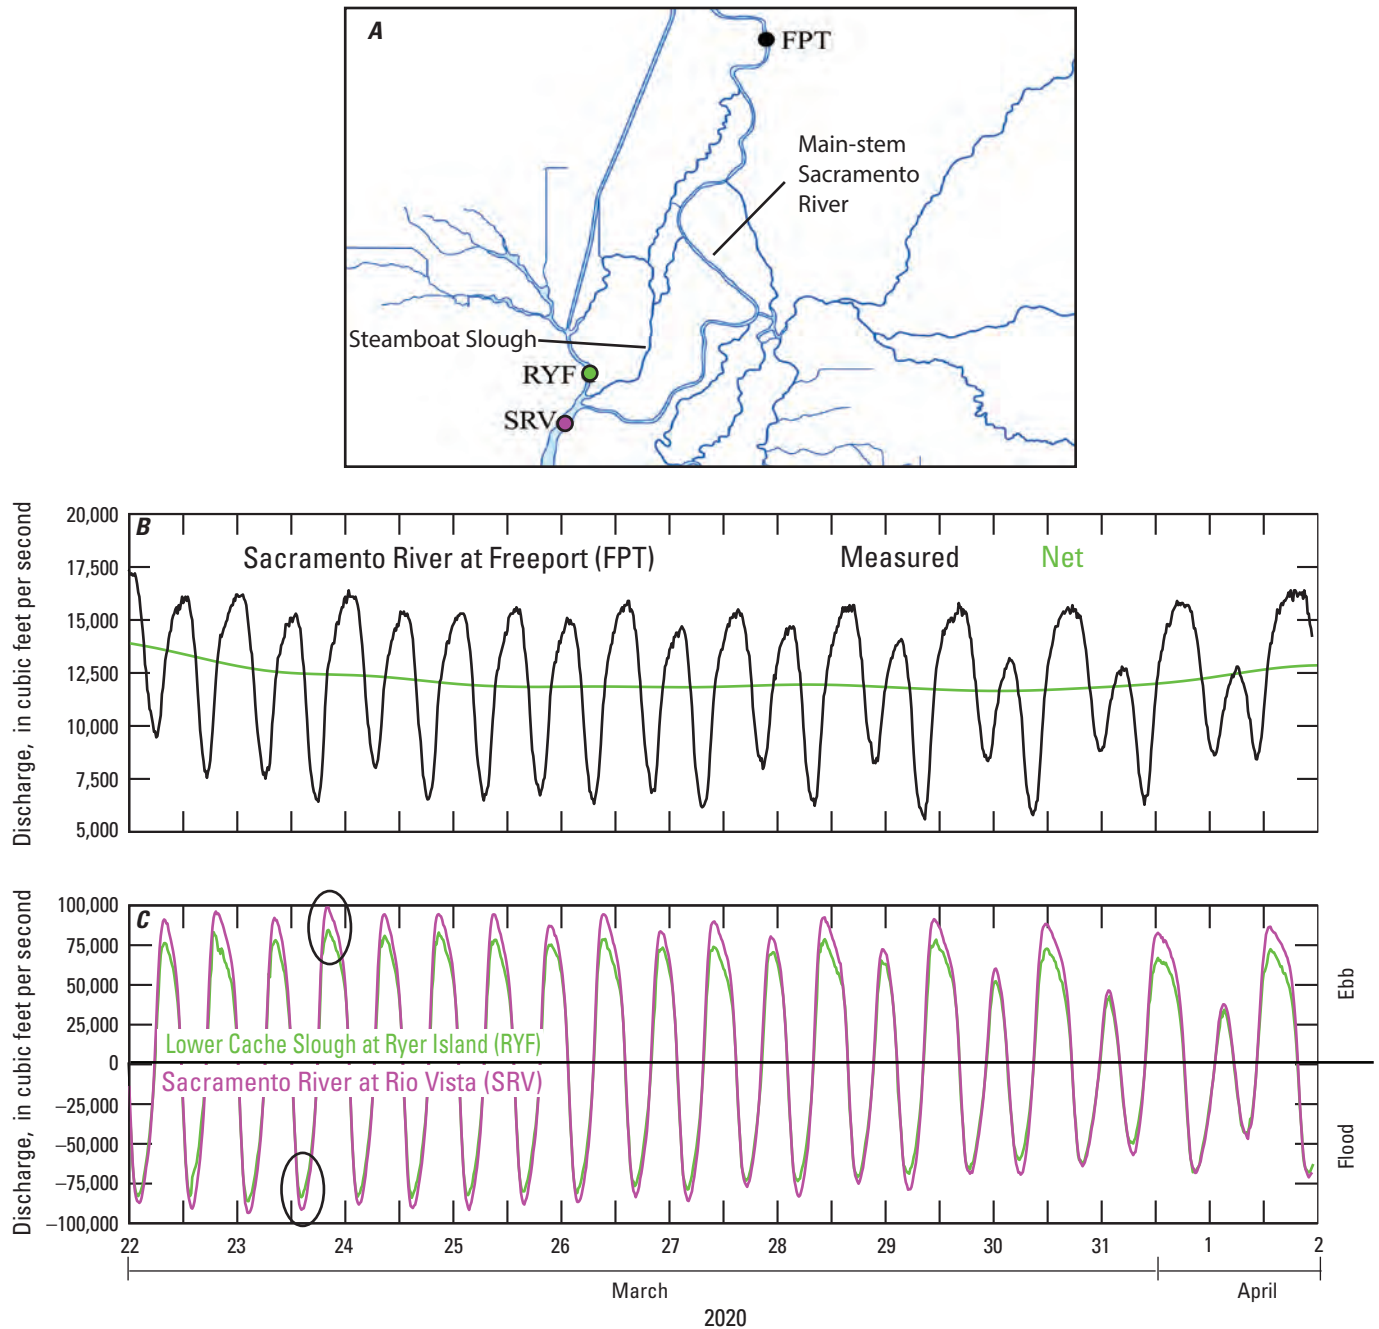 A
FPT
Main-stem
Sacramento
River
Steamboat Slough
RYF
SRV
Discharge, in cubic feet per second
20,000
17,500
15,000
12,500
10,000
7,500
5,000
B
Sacramento River at Freeport (FPT)
Measured
Net
Discharge, in cubic feet per second
100,000
75,000
50,000
25,000
0
−25,000
−50,000
−75,000
−100,000
C
Lower Cache Slough at Ryer Island (RYF)
Sacramento River at Rio Vista (SRV)
Ebb
Flood
22 23 24 25 26 27 28 29 30 31 1 2
March April
2020